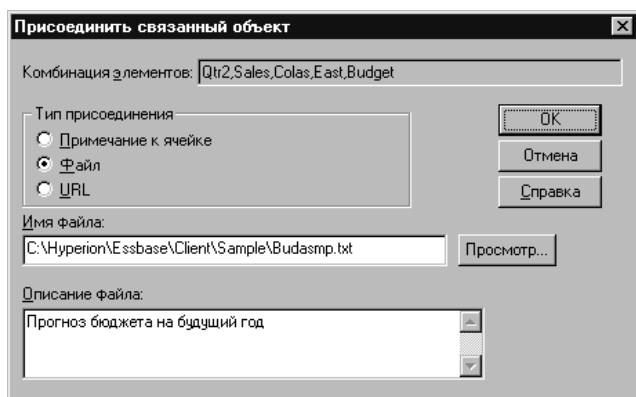 Присоединить связанный объект
Комбинация элементов: Qtr2,Sales,Colas,East,Budget
Тип присоединения
Примечание к ячейке
Файл
URL
OK
Отмена
Справка
Имя файла:
C:\Hyperion\Essbase\Client\Sample\Budasmp.txt
Просмотр...
Описание файла:
Прогноз бюджета на будущий год